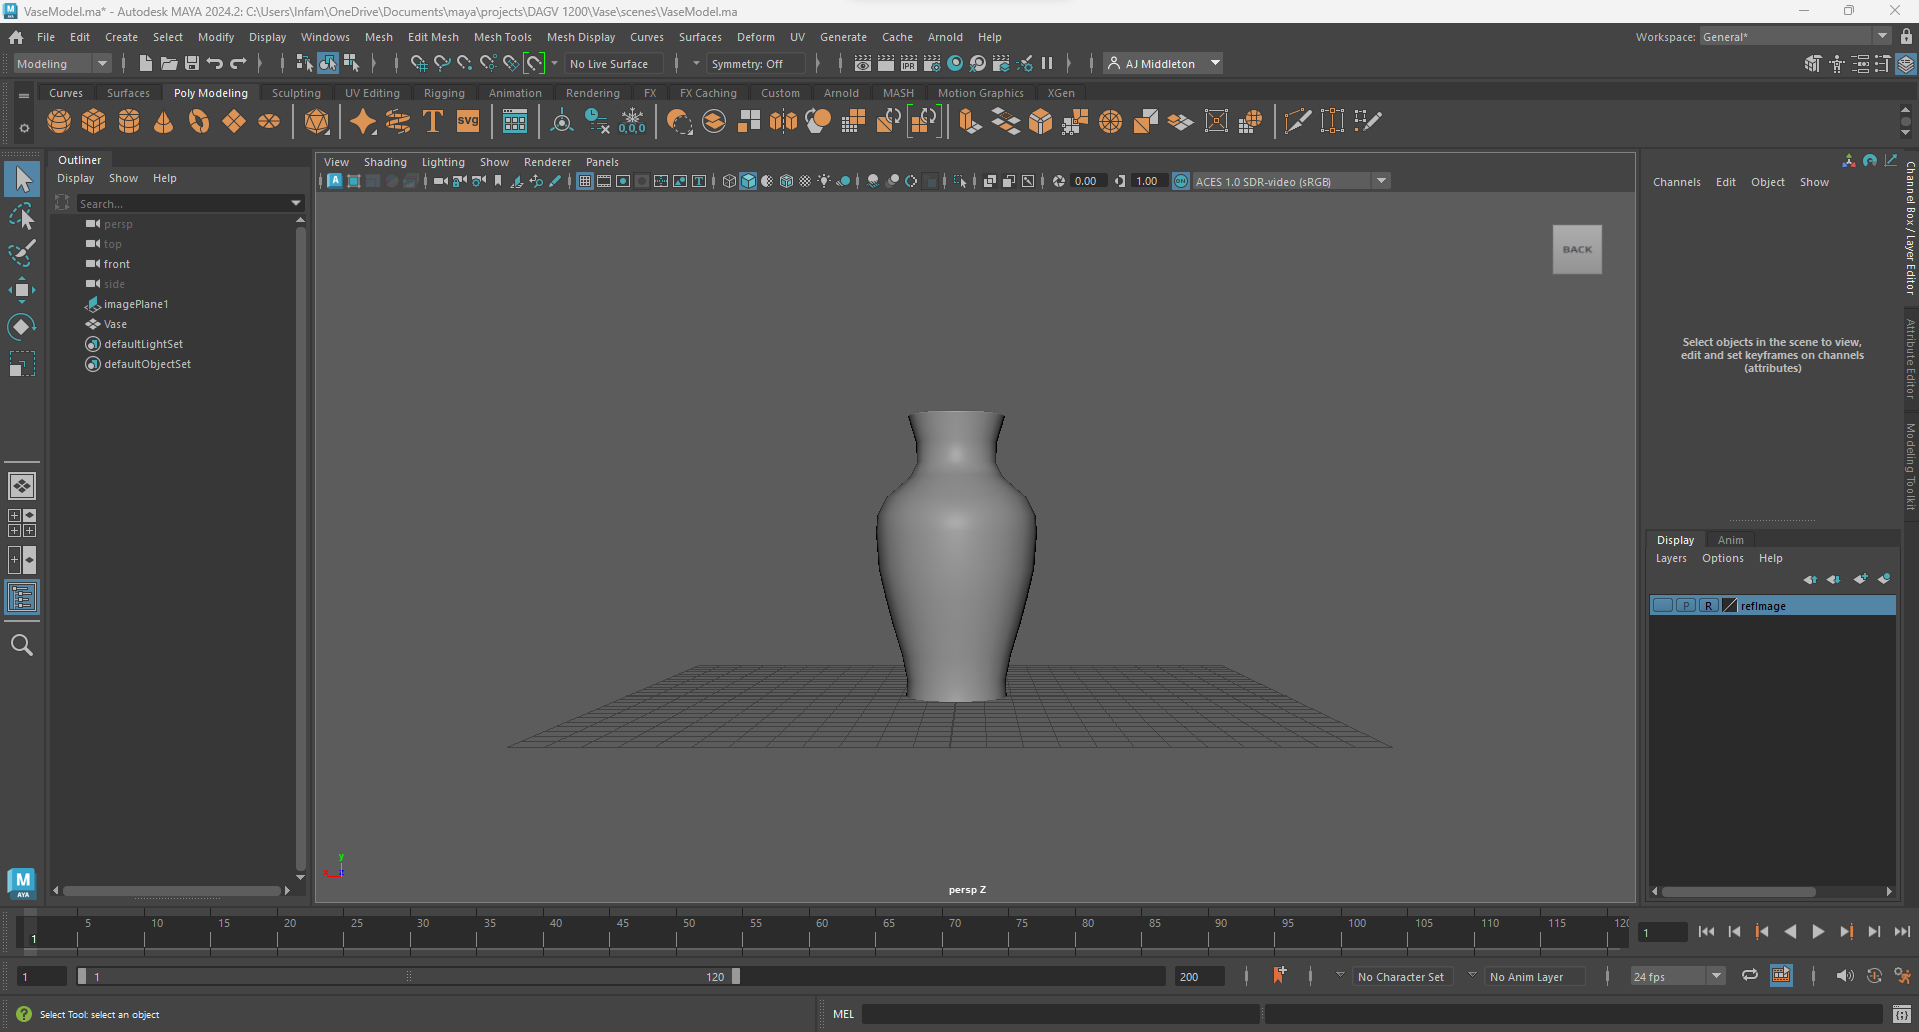 VaseModel.ma* - Autodesk MAYA 2024.2: C:\Users\Infam\OneDrive\Documents\maya\projects\DAGV 1200\Vase\scenes\VaseModel.ma
File Edit Create Select Modify Display Windows Mesh Edit Mesh Mesh Tools Mesh Display Curves Surfaces Deform UV Generate Cache Arnold Help
Workspace: General*
Modeling
No Live Surface
Symmetry: Off
IPR
AJ Middleton
Curves Surfaces Poly Modeling Sculpting UV Editing Rigging Animation Rendering FX FX Caching Custom Arnold MASH Motion Graphics XGen
T
SVG
0,0,0
Outliner
Display Show Help
Search...
persp
top
front
side
imagePlane1
Vase
defaultLightSet
defaultObjectSet
View Shading Lighting Show Renderer Panels
0.00
1.00
ON
ACES 1.0 SDR-video (sRGB)
BACK
y
x
z
persp Z
Channels Edit Object Show
Select objects in the scene to view,
edit and set keyframes on channels
(attributes)
Channel Box / Layer Editor
Attribute Editor
Modeling Toolkit
Display Anim
Layers Options Help
P R refImage
M
AYA
5 10 15 20 25 30 35 40 45 50 55 60 65 70 75 80 85 90 95 100 105 110 115 120
1
1
1
1
120
200
No Character Set
No Anim Layer
24 fps
Select Tool: select an object
MEL